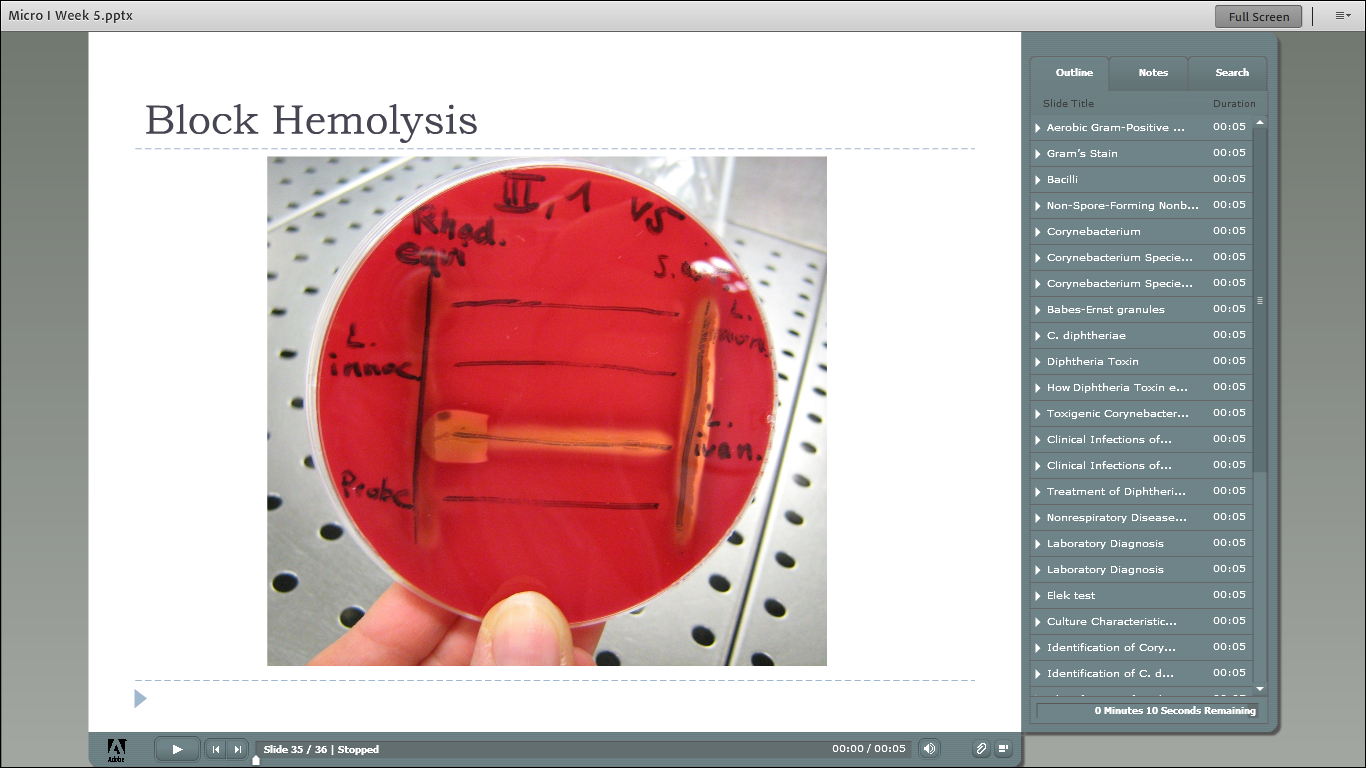 Micro I Week 5.pptx
Full Screen
Block Hemolysis
III, 1 vs
Rhod.
equi
S.
L.
mon.
L.
innoc.
L.
ivan.
Probe
Outline
Notes
Search
Slide Title
Duration
Aerobic Gram-Positive ...
00:05
Gram's Stain
00:05
Bacilli
00:05
Non-Spore-Forming Nonb...
00:05
Corynebacterium
00:05
Corynebacterium Specie...
00:05
Corynebacterium Specie...
00:05
Babes-Ernst granules
00:05
C. diphtheriae
00:05
Diphtheria Toxin
00:05
How Diphtheria Toxin e...
00:05
Toxigenic Corynebacter...
00:05
Clinical Infections of...
00:05
Clinical Infections of...
00:05
Treatment of Diphtheri...
00:05
Nonrespiratory Disease...
00:05
Laboratory Diagnosis
00:05
Laboratory Diagnosis
00:05
Elek test
00:05
Culture Characteristic...
00:05
Identification of Cory...
00:05
Identification of C. d...
00:05
0 Minutes 10 Seconds Remaining
Adobe
Slide 35 / 36 | Stopped
00:00 / 00:05